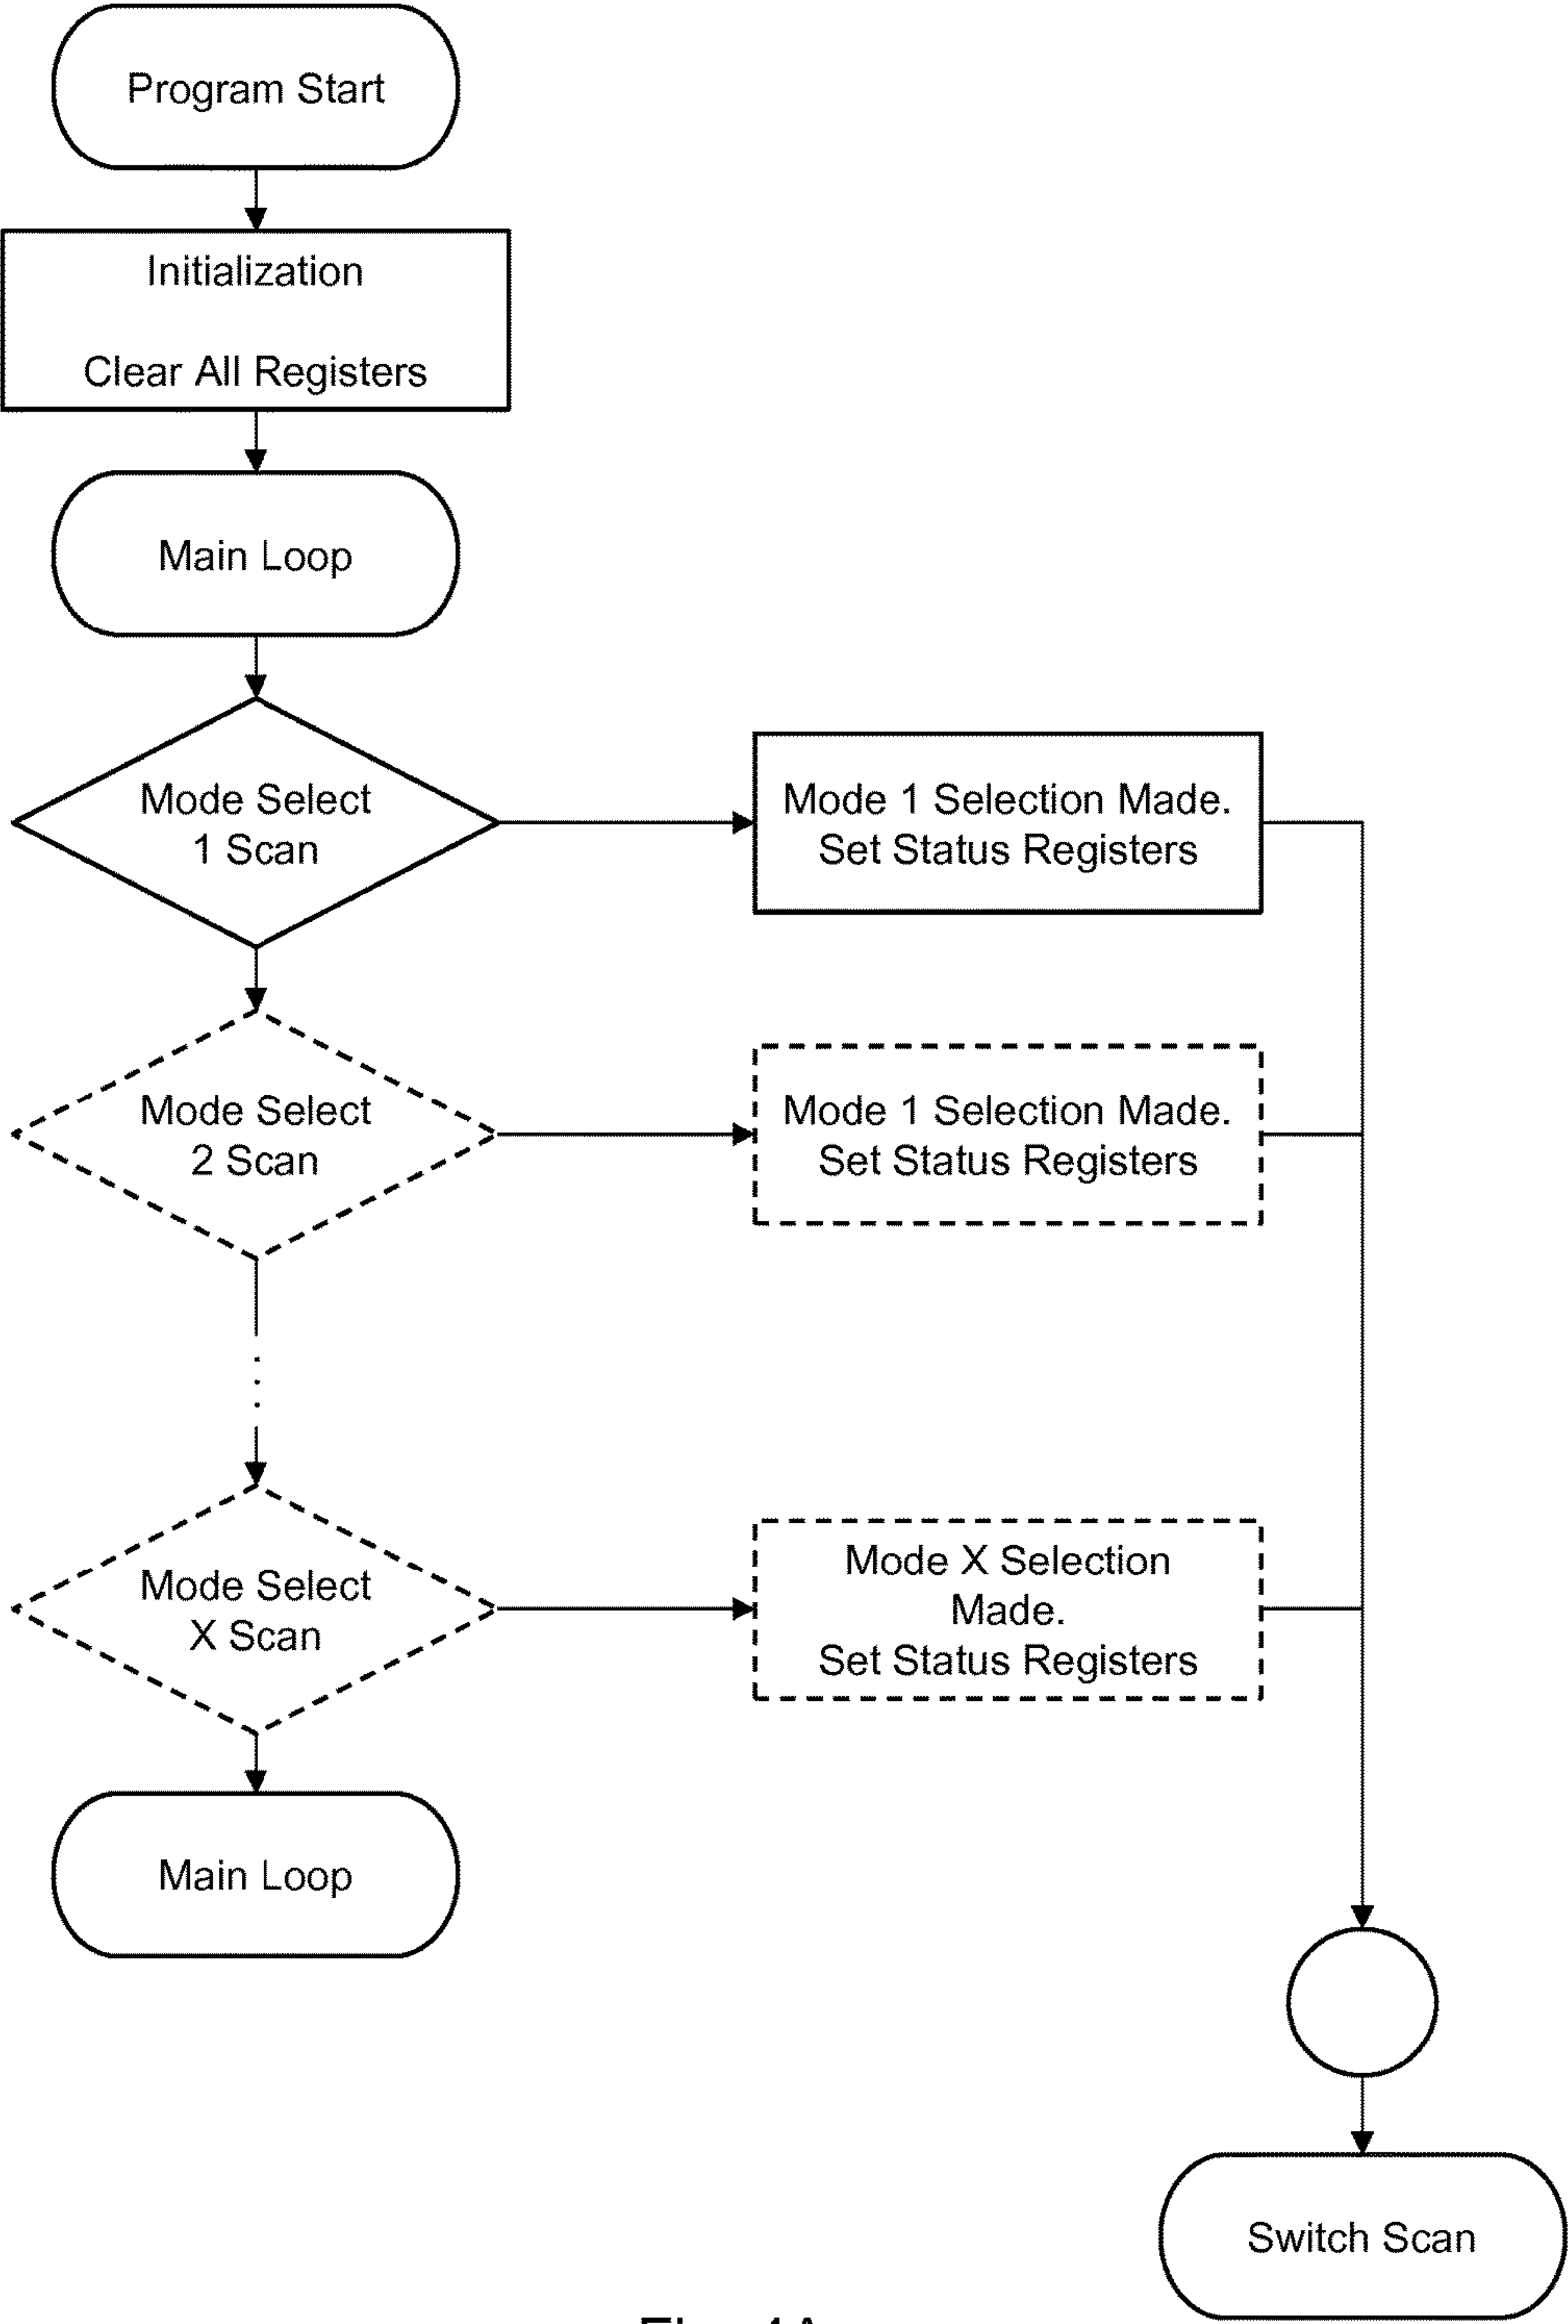 Program Start
Initialization
Clear All Registers
Main Loop
Mode Select
1 Scan
Mode 1 Selection Made.
Set Status Registers
Mode Select
2 Scan
Mode 1 Selection Made.
Set Status Registers
Mode Select
X Scan
Mode X Selection
Made.
Set Status Registers
Main Loop
Switch Scan